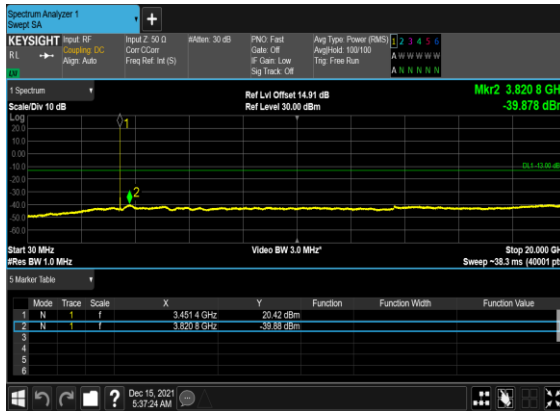 Spectrum Analyzer 1
Swept SA
KEYSIGHT Input: RF Input Z: 50 Ω #Atten: 30 dB PNO: Fast Avg Type: Power (RMS) 1 2 3 4 5 6
RL Coupling: DC Corr CCorr Gate: Off Avg|Hold: 100/100 A W W W W W
Align: Auto Freq Ref: Int (S) IF Gain: Low Trig: Free Run
LXI Sig Track: Off A N N N N N
1 Spectrum Ref Lvl Offset 14.91 dB Mkr2 3.820 8 GH
Scale/Div 10 dB Ref Level 30.00 dBm -39.878 dB
Log
20.0
10.0
0.00
-10.0
-20.0
-30.0
-40.0
-50.0
-60.0
1
2
DL1 -13.00 dB
Start 30 MHz Video BW 3.0 MHz* Stop 20.000 GH
#Res BW 1.0 MHz Sweep ~38.3 ms (40001 pt
5 Marker Table
Mode Trace Scale X Y Function Function Width Function Value
1 N 1 f 3.451 4 GHz 20.42 dBm
2 N 1 f 3.820 8 GHz -39.88 dBm
3
4
5
6
? Dec 15, 2021
5:37:24 AM